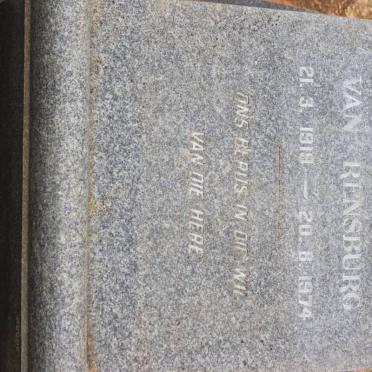 VAN RENSBURG
21. 3. 1918 — 20. 8. 1974
ONS BERUS IN DIE WIL
VAN DIE HERE